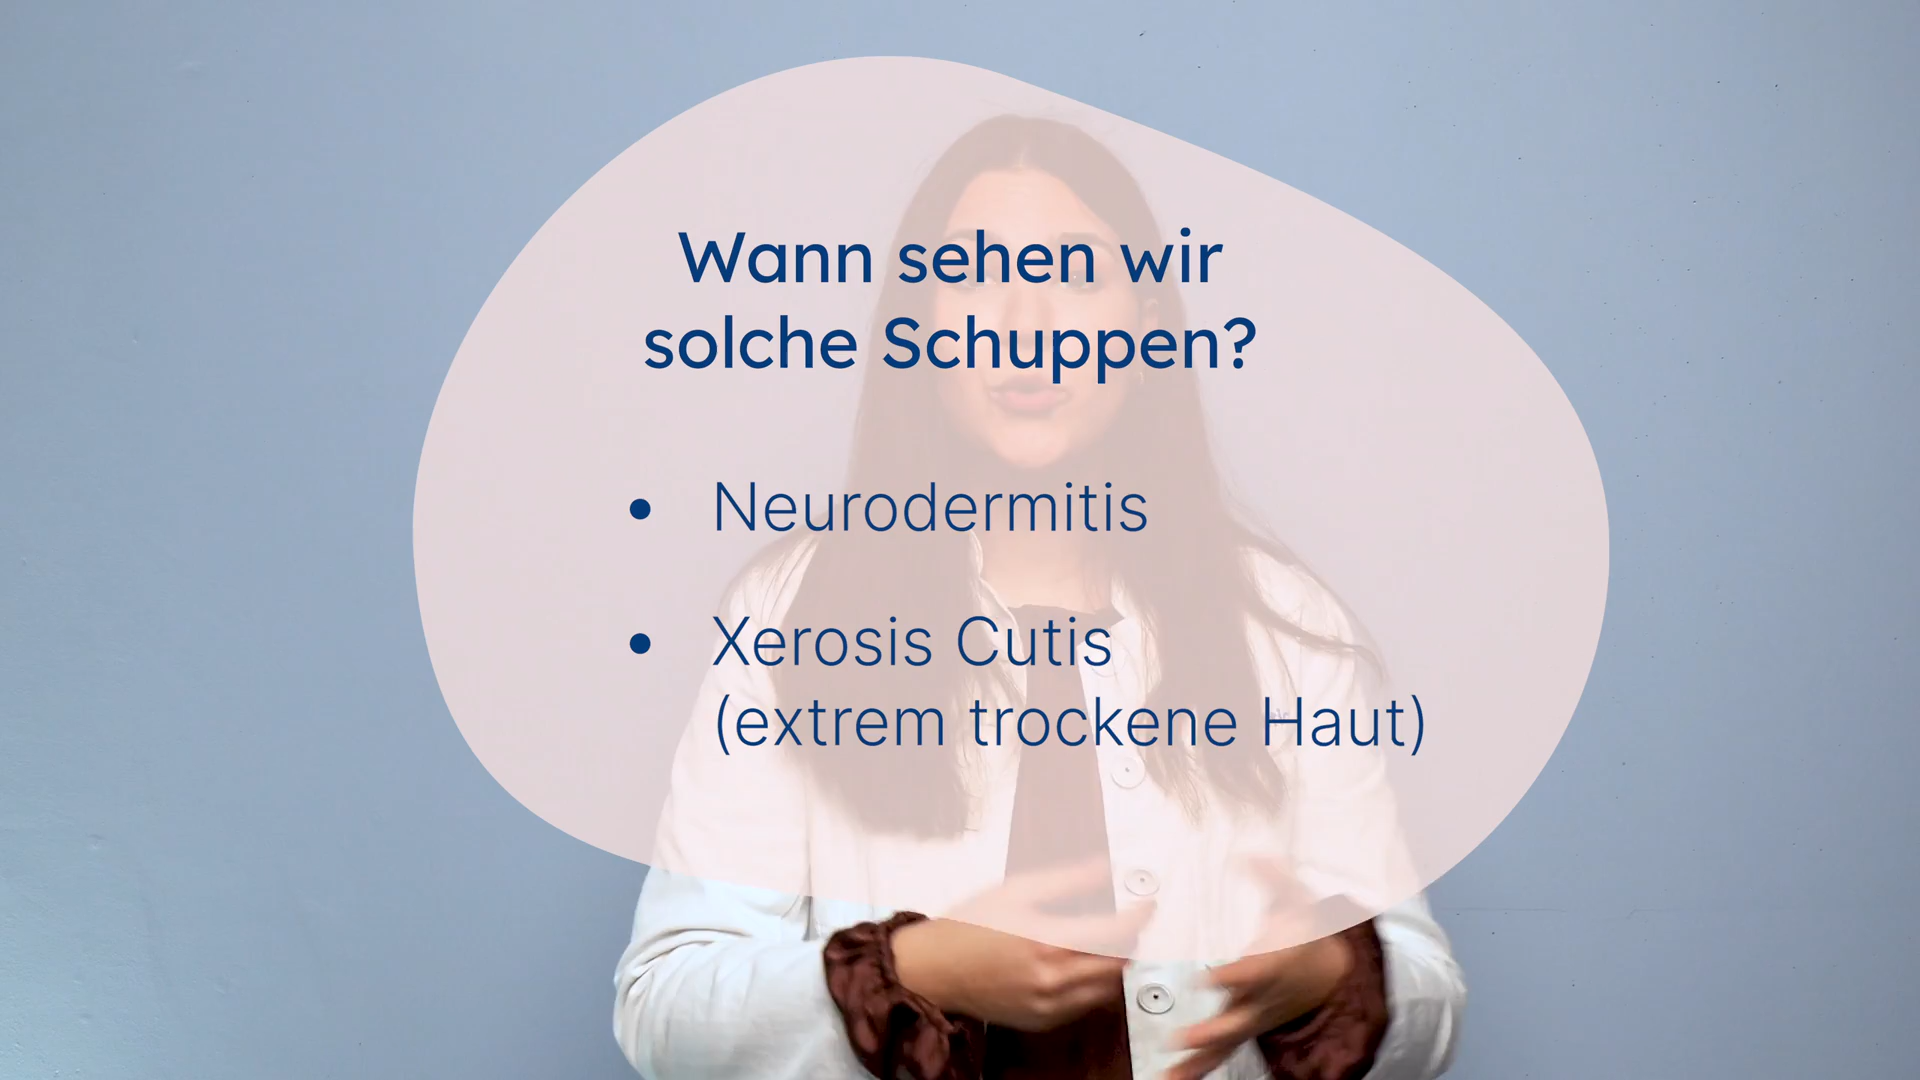 Wann sehen wir
solche Schuppen?
• Neurodermitis
• Xerosis Cutis
(extrem trockene Haut)